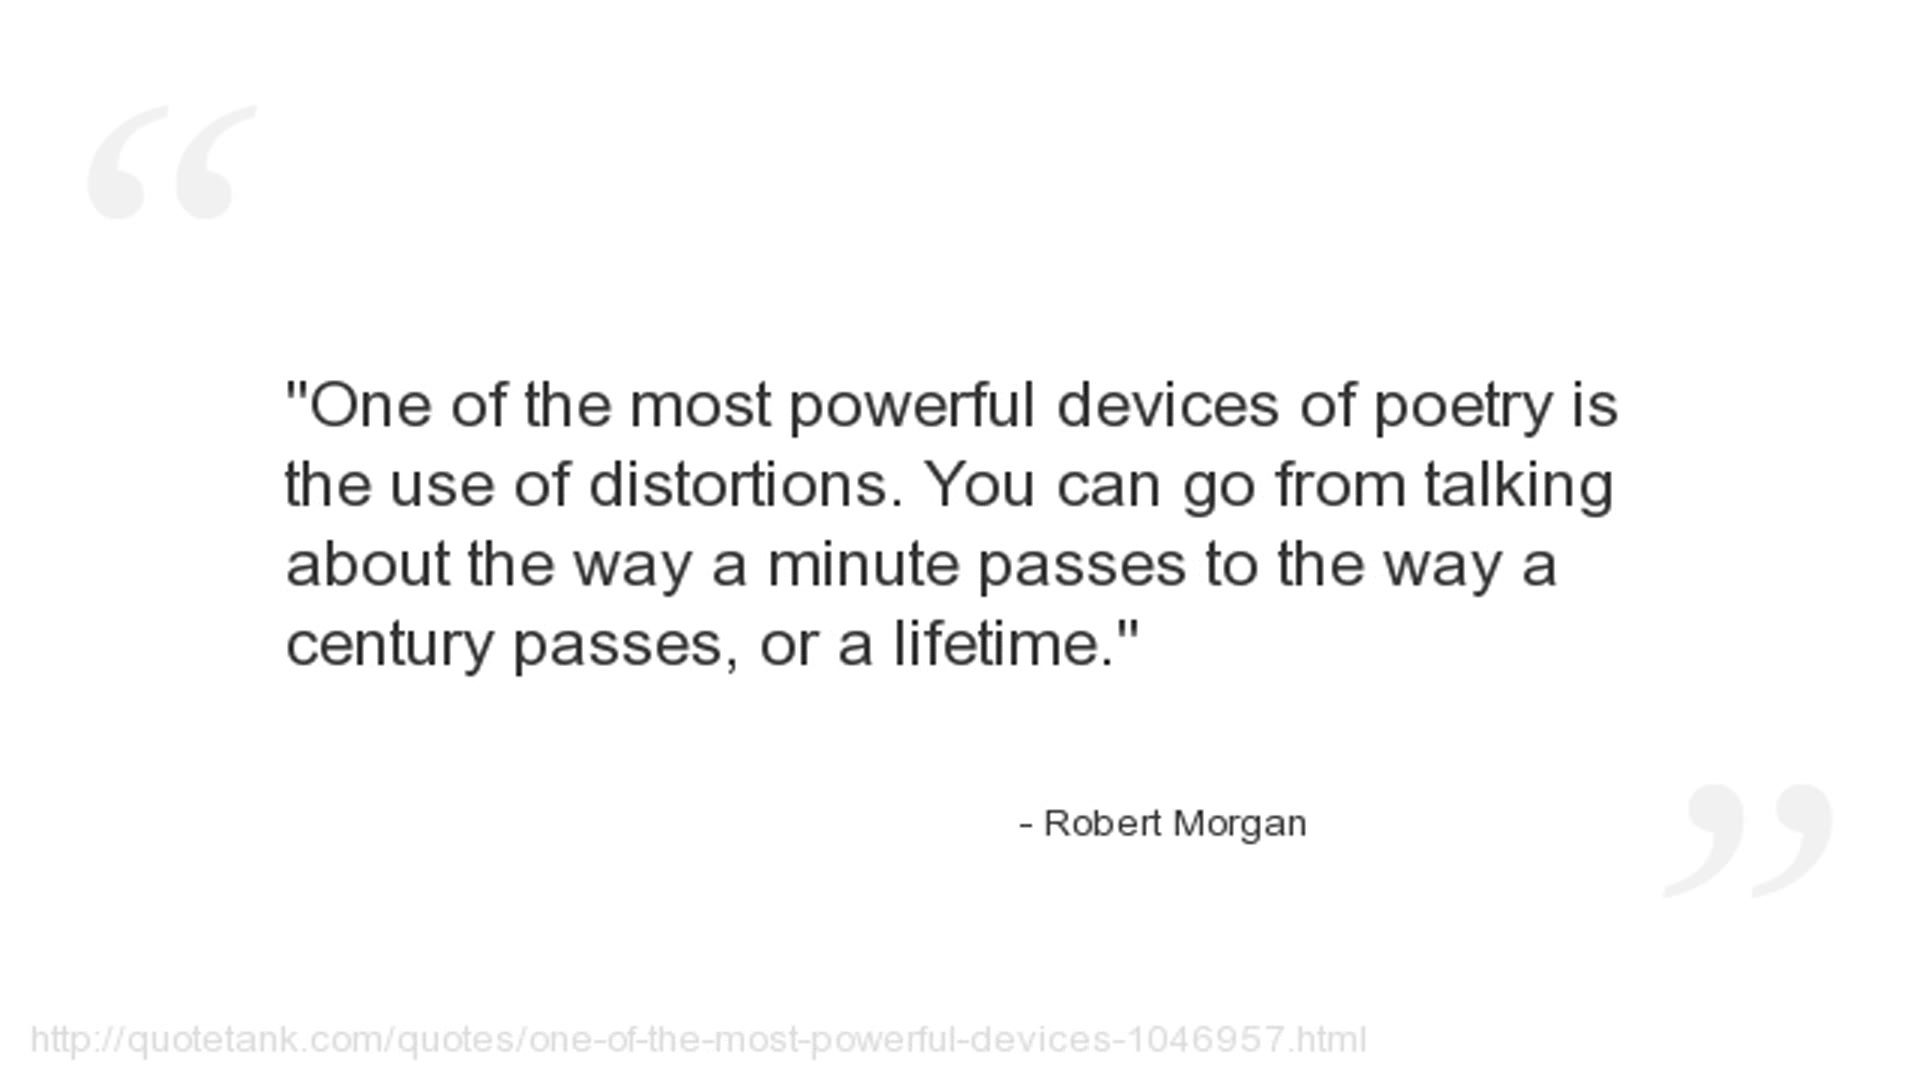 "One of the most powerful devices of poetry is
the use of distortions. You can go from talking
about the way a minute passes to the way a
century passes, or a lifetime."
- Robert Morgan
http://quotetank.com/quotes/one-of-the-most-powerful-devices-1046957.html